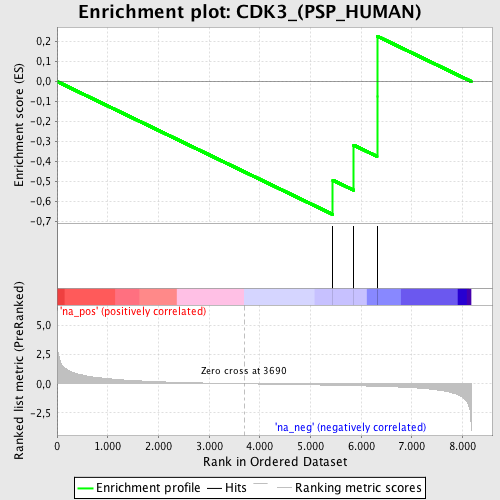 Enrichment plot: CDK3_(PSP_HUMAN)
Enrichment score (ES)
0,2
0,1
0,0
-0,1
-0,2
-0,3
-0,4
-0,5
-0,6
-0,7
'na_pos' (positively correlated)
Ranked list metric (PreRanked)
5,0
2,5
0,0
-2,5
Zero cross at 3690
'na_neg' (negatively correlated)
0 1.000 2.000 3.000 4.000 5.000 6.000 7.000 8.000
Rank in Ordered Dataset
Enrichment profile Hits Ranking metric scores